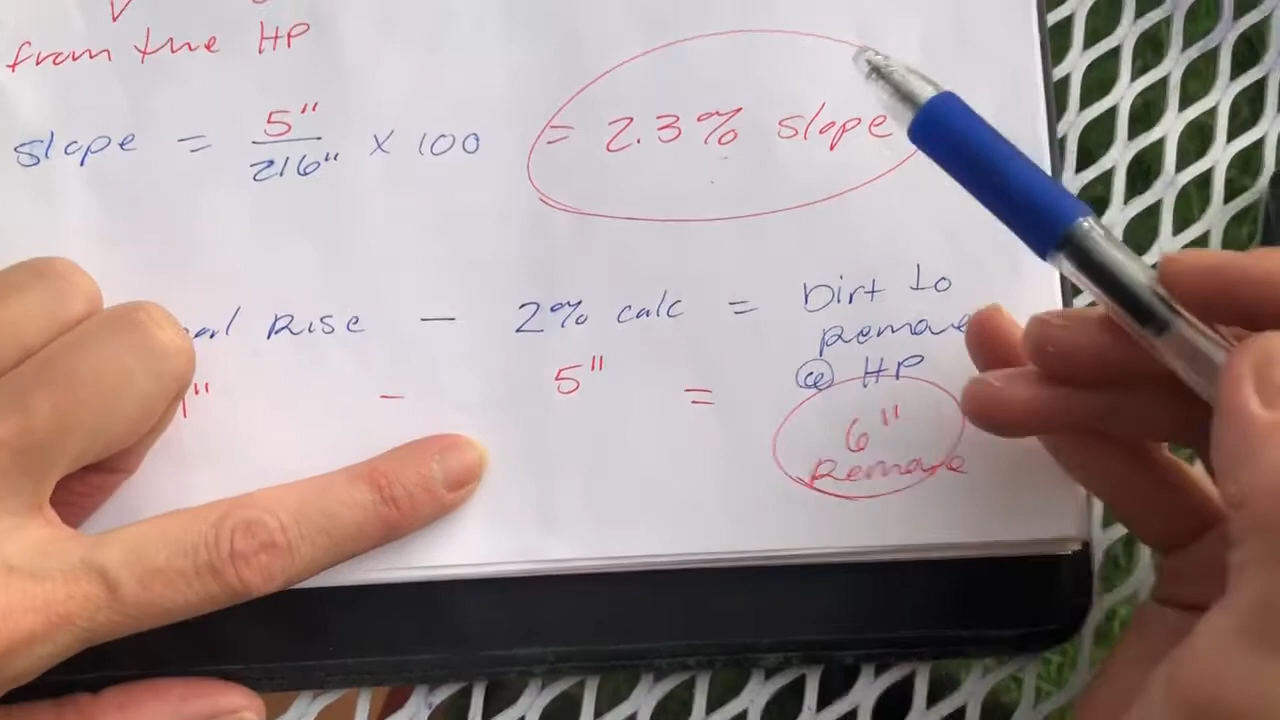 from the HP
slope = 5"/216" x 100 = 2.3% slope
Rise - 2% calc = Dirt to
Remove
@ HP
" - 5" = 6"
Remove